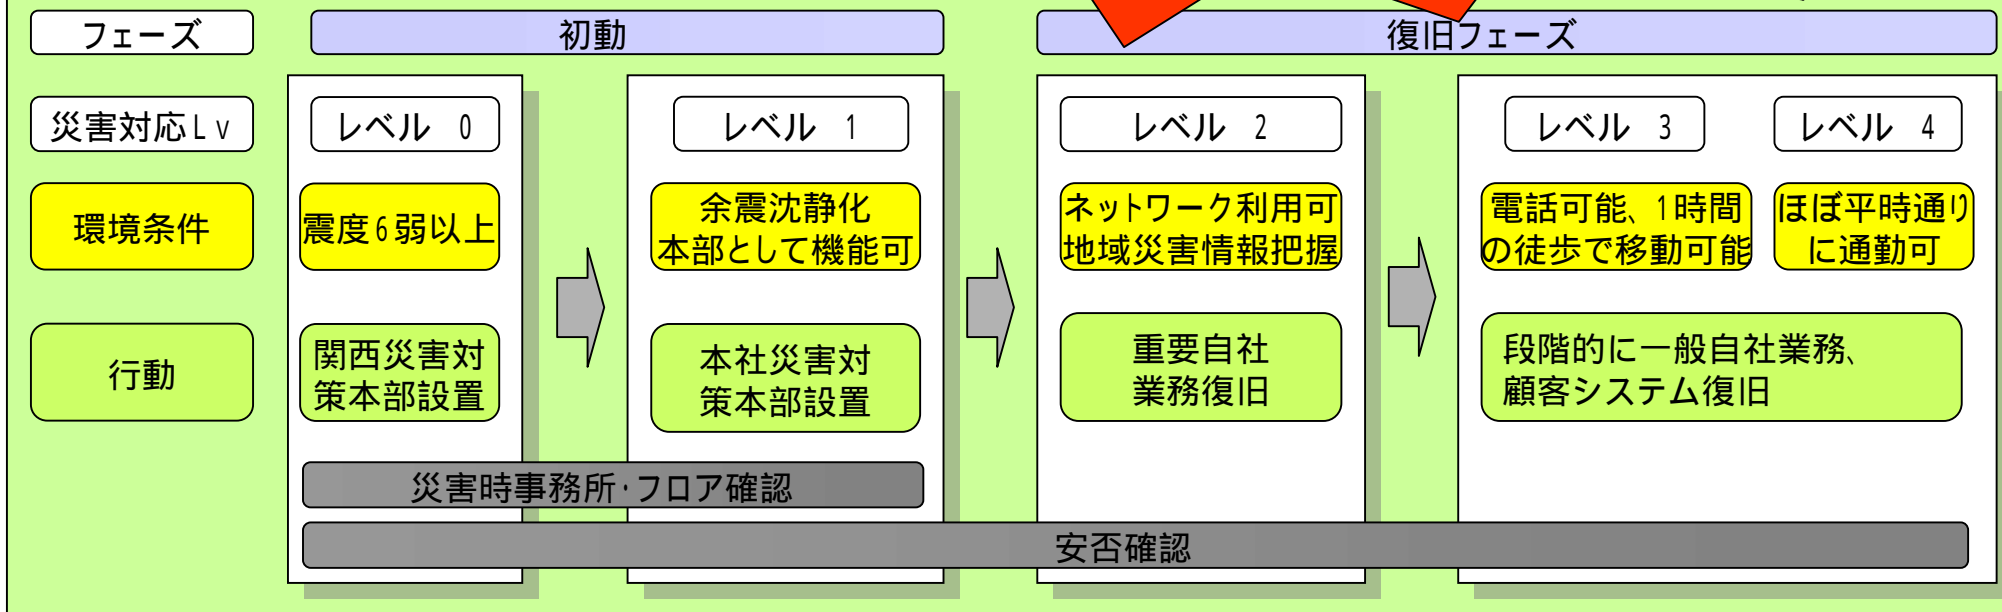 フェーズ
初動
復旧フェーズ
災害対応Lv
レベル 0
レベル 1
レベル 2
レベル 3
レベル 4
環境条件
震度6弱以上
余震沈静化
本部として機能可
ネットワーク利用可
地域災害情報把握
電話可能、1時間
の徒歩で移動可能
ほぼ平時通り
に通勤可
行動
関西災害対
策本部設置
本社災害対
策本部設置
重要自社
業務復旧
段階的に一般自社業務、
顧客システム復旧
災害時事務所・フロア確認
安否確認